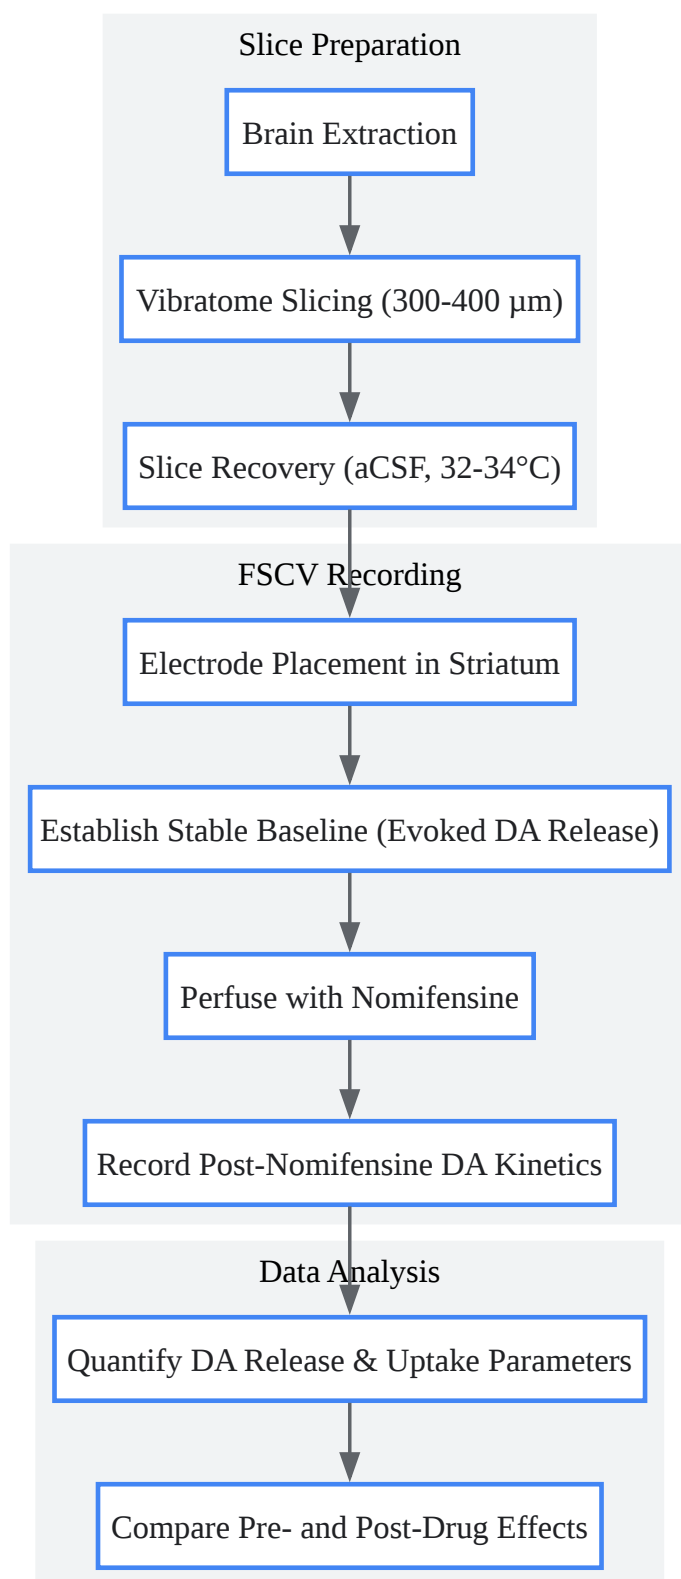 Slice Preparation
Brain Extraction
Vibratome Slicing (300-400 µm)
Slice Recovery (aCSF, 32-34°C)
FSCV Recording
Electrode Placement in Striatum
Establish Stable Baseline (Evoked DA Release)
Perfuse with Nomifensine
Record Post-Nomifensine DA Kinetics
Data Analysis
Quantify DA Release & Uptake Parameters
Compare Pre- and Post-Drug Effects